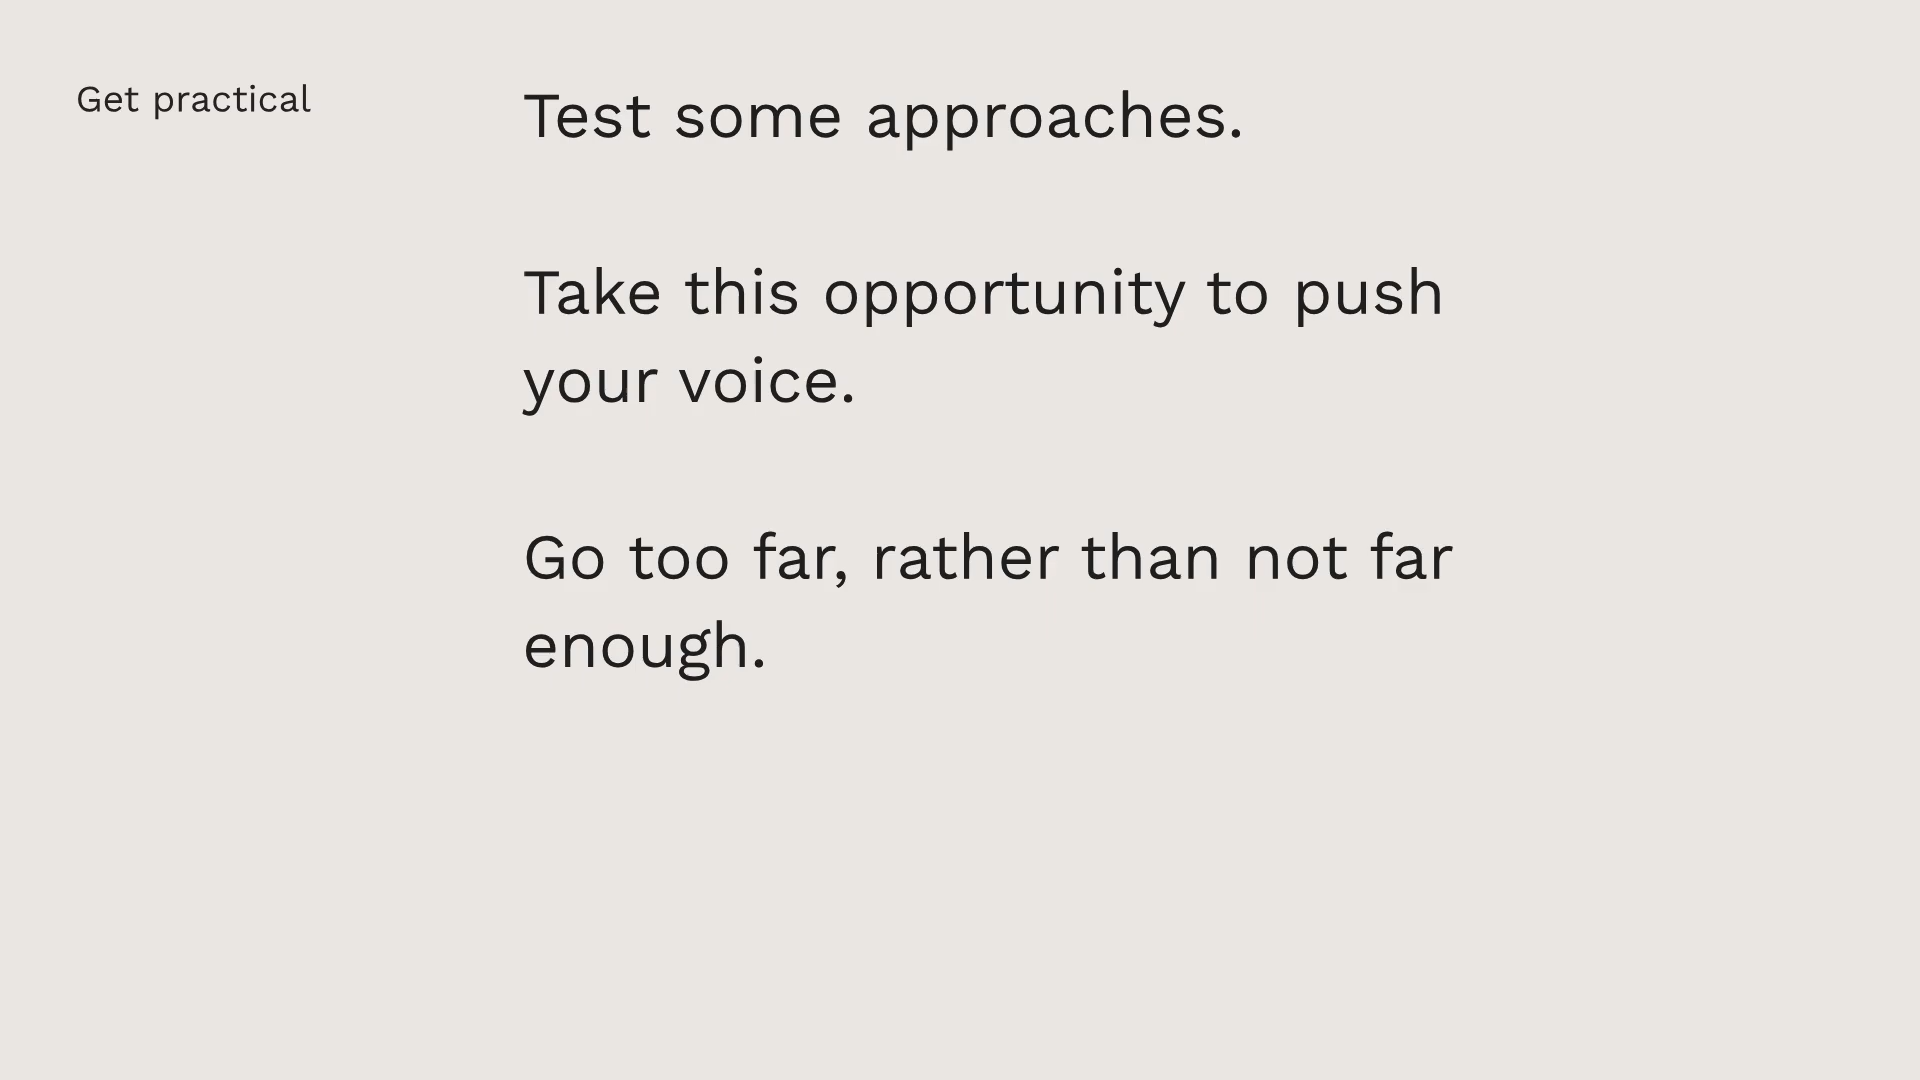 Get practical
Test some approaches.
Take this opportunity to push
your voice.
Go too far, rather than not far
enough.